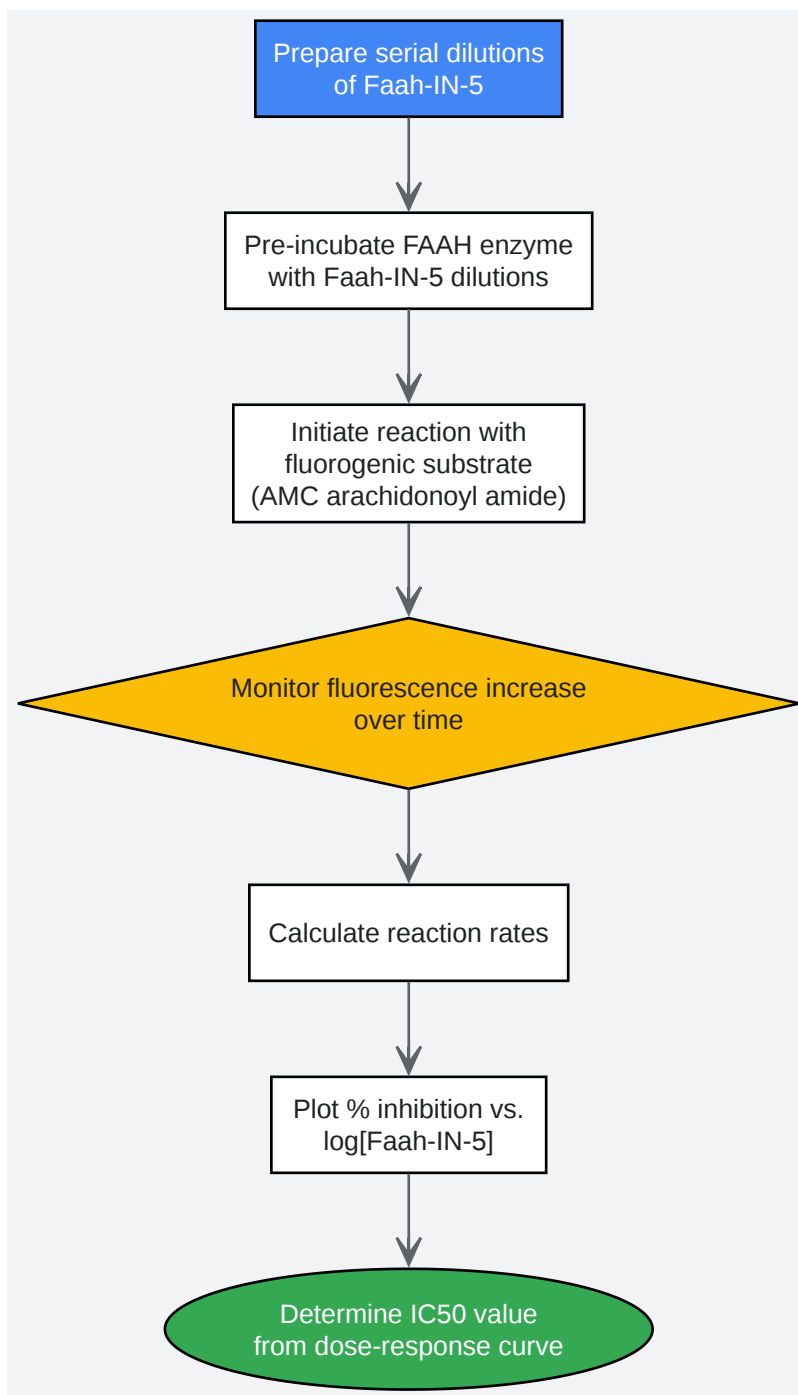 Prepare serial dilutions
of Faah-IN-5
Pre-incubate FAAH enzyme
with Faah-IN-5 dilutions
Initiate reaction with
fluorogenic substrate
(AMC arachidonoyl amide)
Monitor fluorescence increase
over time
Calculate reaction rates
Plot % inhibition vs.
log[Faah-IN-5]
Determine IC50 value
from dose-response curve